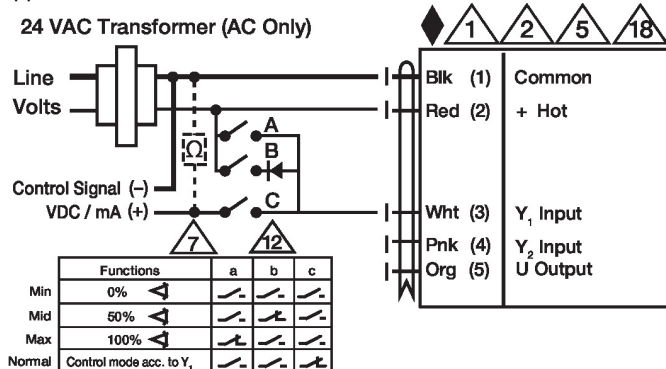 24 VAC Transformer (AC Only)
1 2 5 18
Line
Volts
Blk (1) Common
Red (2) + Hot
A
Ω
B
Control Signal (–)
VDC / mA (+)
C
Wht (3) Y₁ Input
Pnk (4) Y₂ Input
Org (5) U Output
7
12
Functions a b c
Min 0%
Mid 50%
Max 100%
Normal Control mode acc. to Y₁